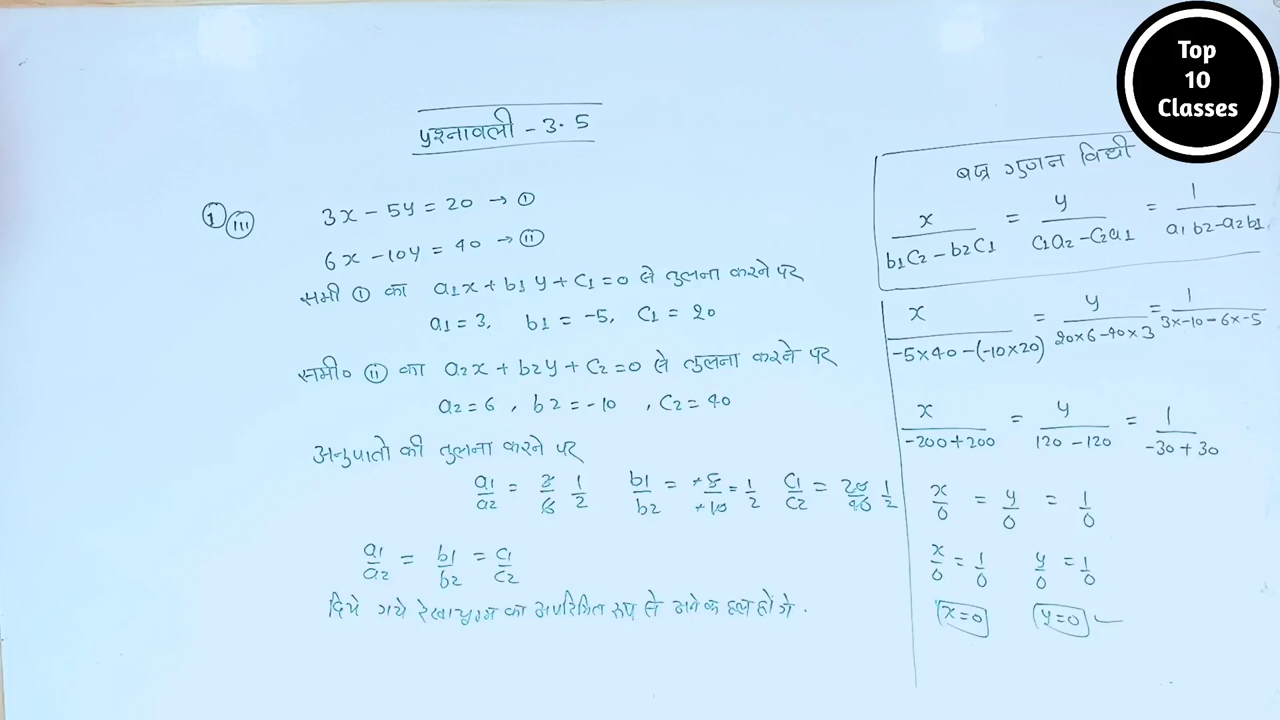 Top
10
Classes
प्रश्नावली - 3.5
① ⅲ 3x - 5y = 20 → ①
6x - 10y = 40 → ⅱ
समी ① का a1x + b1y + c1 = 0 से तुलना करने पर
a1 = 3, b1 = -5, c1 = 20
समी० ⅱ का a2x + b2y + c2 = 0 से तुलना करने पर
a2 = 6, b2 = -10, c2 = 40
अनुपातो की तुलना करने पर
a1/a2 = 3/6 1/2 b1/b2 = +5/+10 = 1/2 c1/c2 = 20/40 1/2
a1/a2 = b1/b2 = c1/c2
दिये गये रेखायुग्म का अपरिमित रूप से अनेक हल होंगे.
बज्र गुणन विधी
x/(b1c2 - b2c1) = y/(c1a2 - c2a1) = 1/(a1b2 - a2b1)
x/(-5×40 - (-10×20)) = y/(20×6 - 40×3) = 1/(3×-10 - 6×-5)
x/(-200+200) = y/(120-120) = 1/(-30+30)
x/0 = y/0 = 1/0
x/0 = 1/0 y/0 = 1/0
x=0 y=0